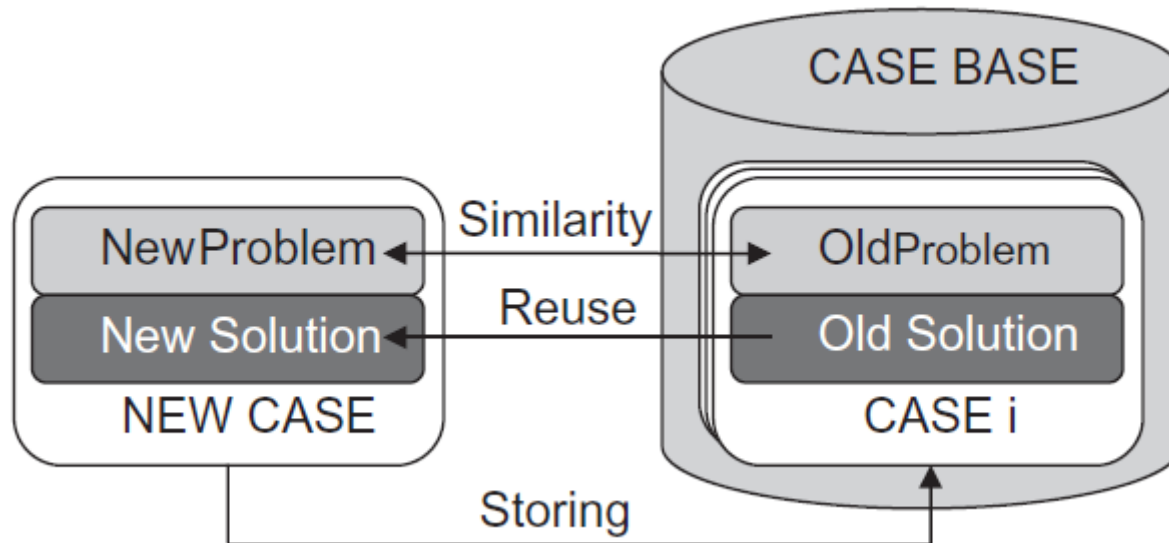 CASE BASE
Similarity
NewProblem
OldProblem
Reuse
New Solution
Old Solution
NEW CASE
CASE i
Storing